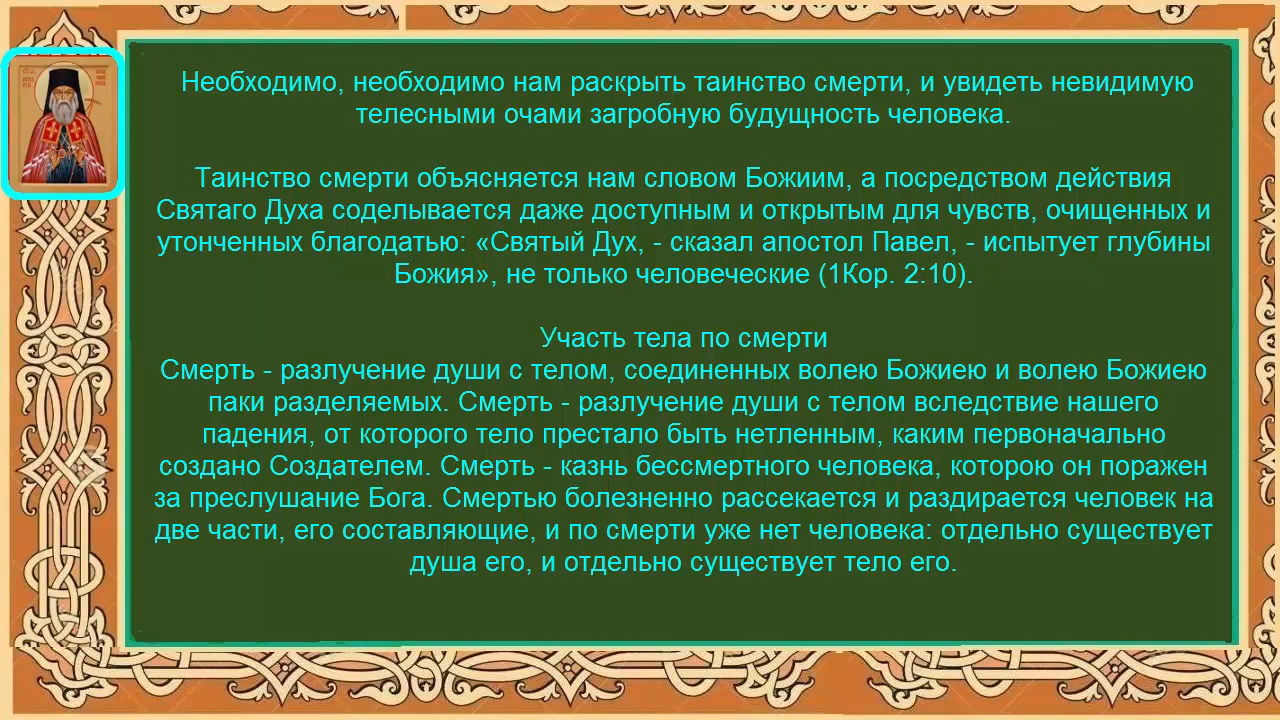 Необходимо, необходимо нам раскрыть таинство смерти, и увидеть невидимую
телесными очами загробную будущность человека.
Таинство смерти объясняется нам словом Божиим, а посредством действия
Святаго Духа соделывается даже доступным и открытым для чувств, очищенных и
утонченных благодатью: «Святый Дух, - сказал апостол Павел, - испытует глубины
Божия», не только человеческие (1Кор. 2:10).
Участь тела по смерти
Смерть - разлучение души с телом, соединенных волею Божиею и волею Божиею
паки разделяемых. Смерть - разлучение души с телом вследствие нашего
падения, от которого тело престало быть нетленным, каким первоначально
создано Создателем. Смерть - казнь бессмертного человека, которою он поражен
за преслушание Бога. Смертью болезненно рассекается и раздирается человек на
две части, его составляющие, и по смерти уже нет человека: отдельно существует
душа его, и отдельно существует тело его.